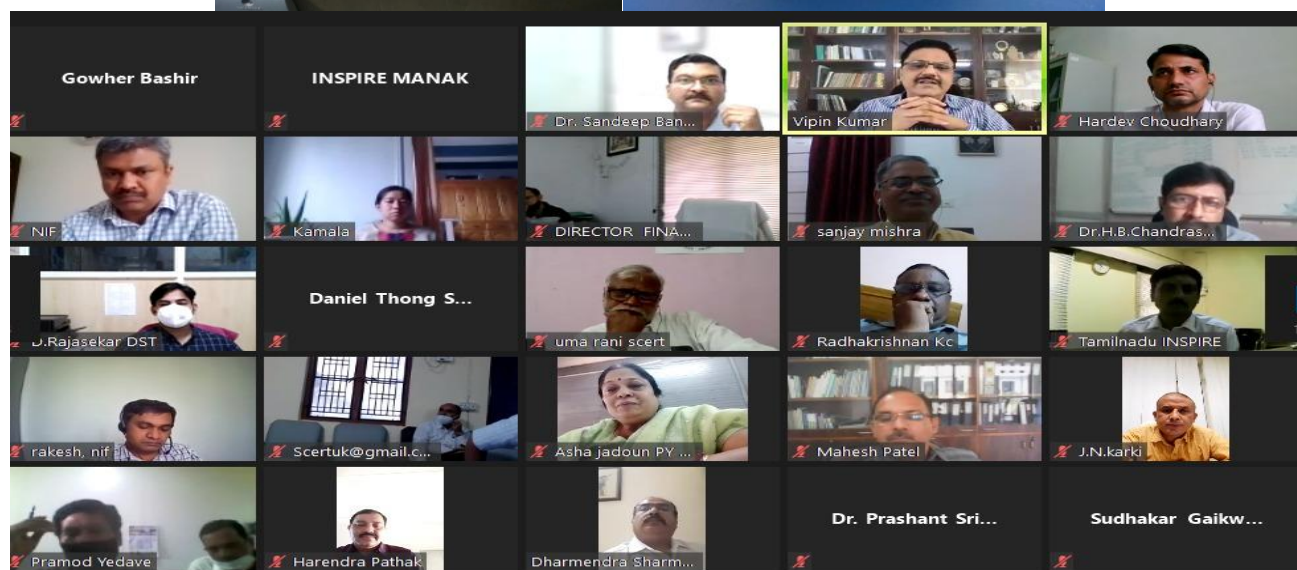 Gowher Bashir
INSPIRE MANAK
Dr. Sandeep Ban...
Vipin Kumar
Hardev Choudhary
NIF
Kamala
DIRECTOR FINA...
sanjay mishra
Dr.H.B.Chandras...
D.Rajasekar DST
Daniel Thong S...
uma rani scert
Radhakrishnan Kc
Tamilnadu INSPIRE
rakesh, nif
Scertuk@gmail.c...
Asha jadoun PY ...
Mahesh Patel
J.N.karki
Pramod Yedave
Harendra Pathak
Dharmendra Sharm...
Dr. Prashant Sri...
Sudhakar Gaikw...